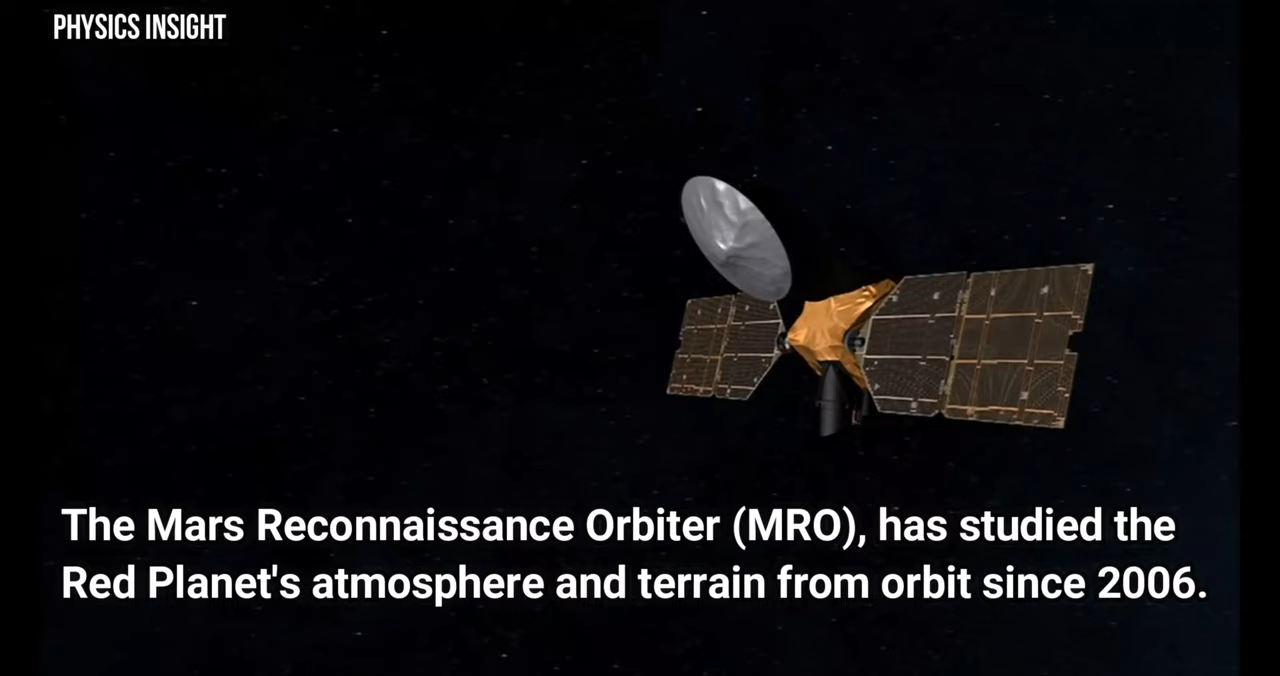 PHYSICS INSIGHT
The Mars Reconnaissance Orbiter (MRO), has studied the
Red Planet's atmosphere and terrain from orbit since 2006.